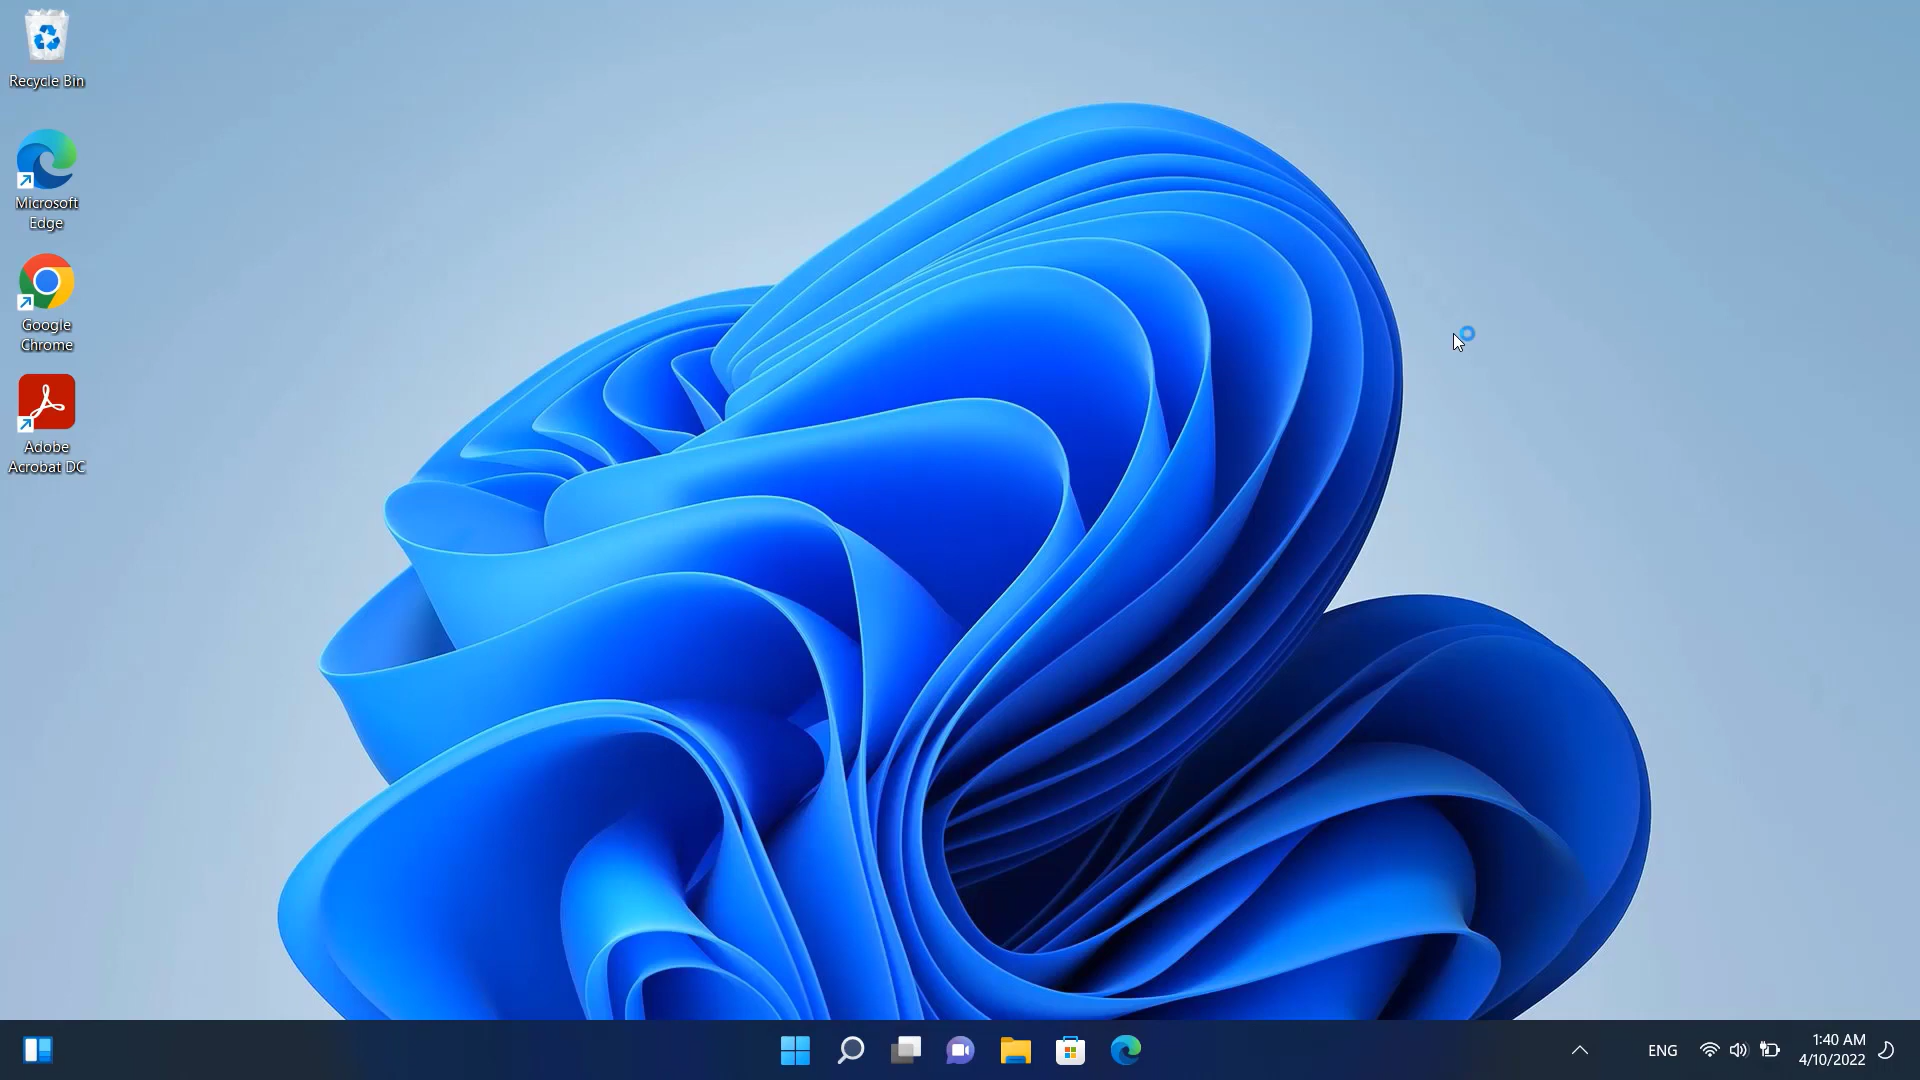 Recycle Bin
Microsoft
Edge
Google
Chrome
Adobe
Acrobat DC
ENG
1:40 AM
4/10/2022